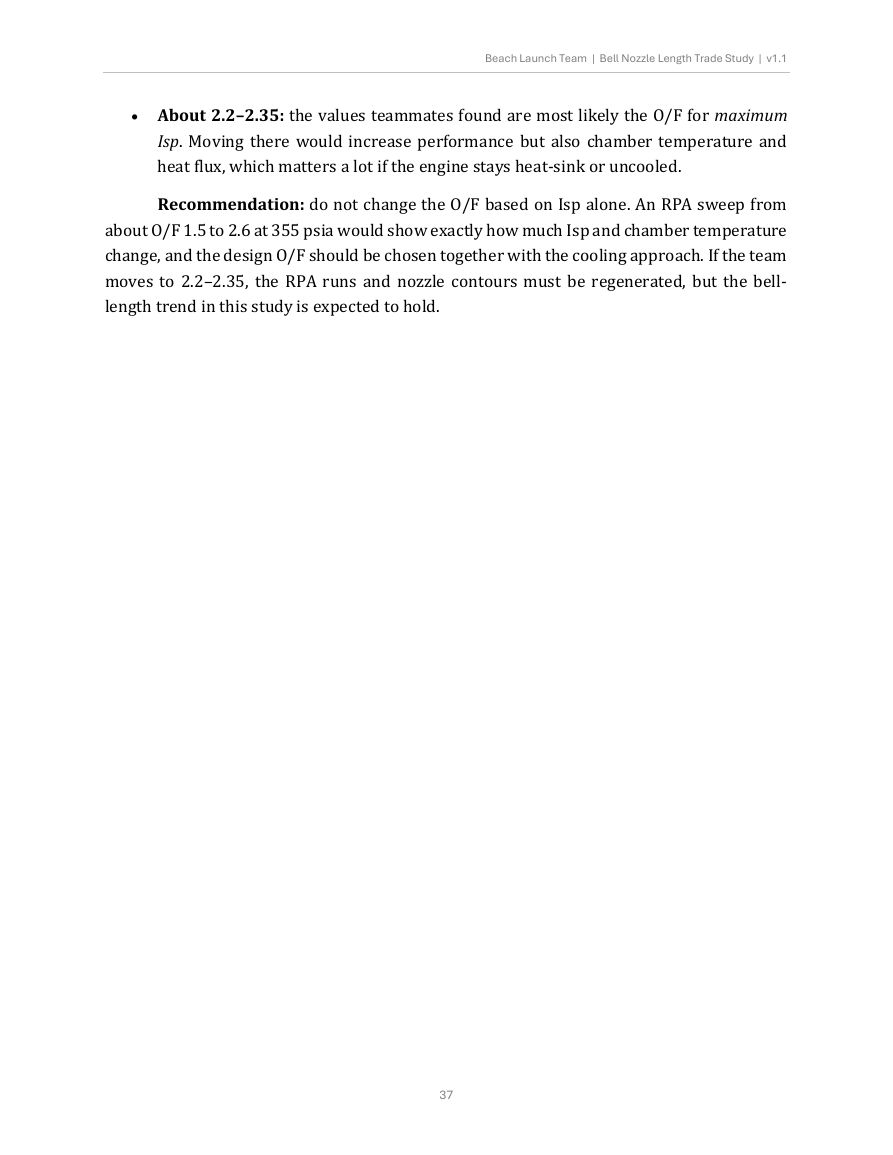 Beach Launch Team | Bell Nozzle Length Trade Study | v1.1
• About 2.2–2.35: the values teammates found are most likely the O/F for maximum
Isp. Moving there would increase performance but also chamber temperature and
heat flux, which matters a lot if the engine stays heat-sink or uncooled.
Recommendation: do not change the O/F based on Isp alone. An RPA sweep from
about O/F 1.5 to 2.6 at 355 psia would show exactly how much Isp and chamber temperature
change, and the design O/F should be chosen together with the cooling approach. If the team
moves to 2.2–2.35, the RPA runs and nozzle contours must be regenerated, but the bell-
length trend in this study is expected to hold.
37